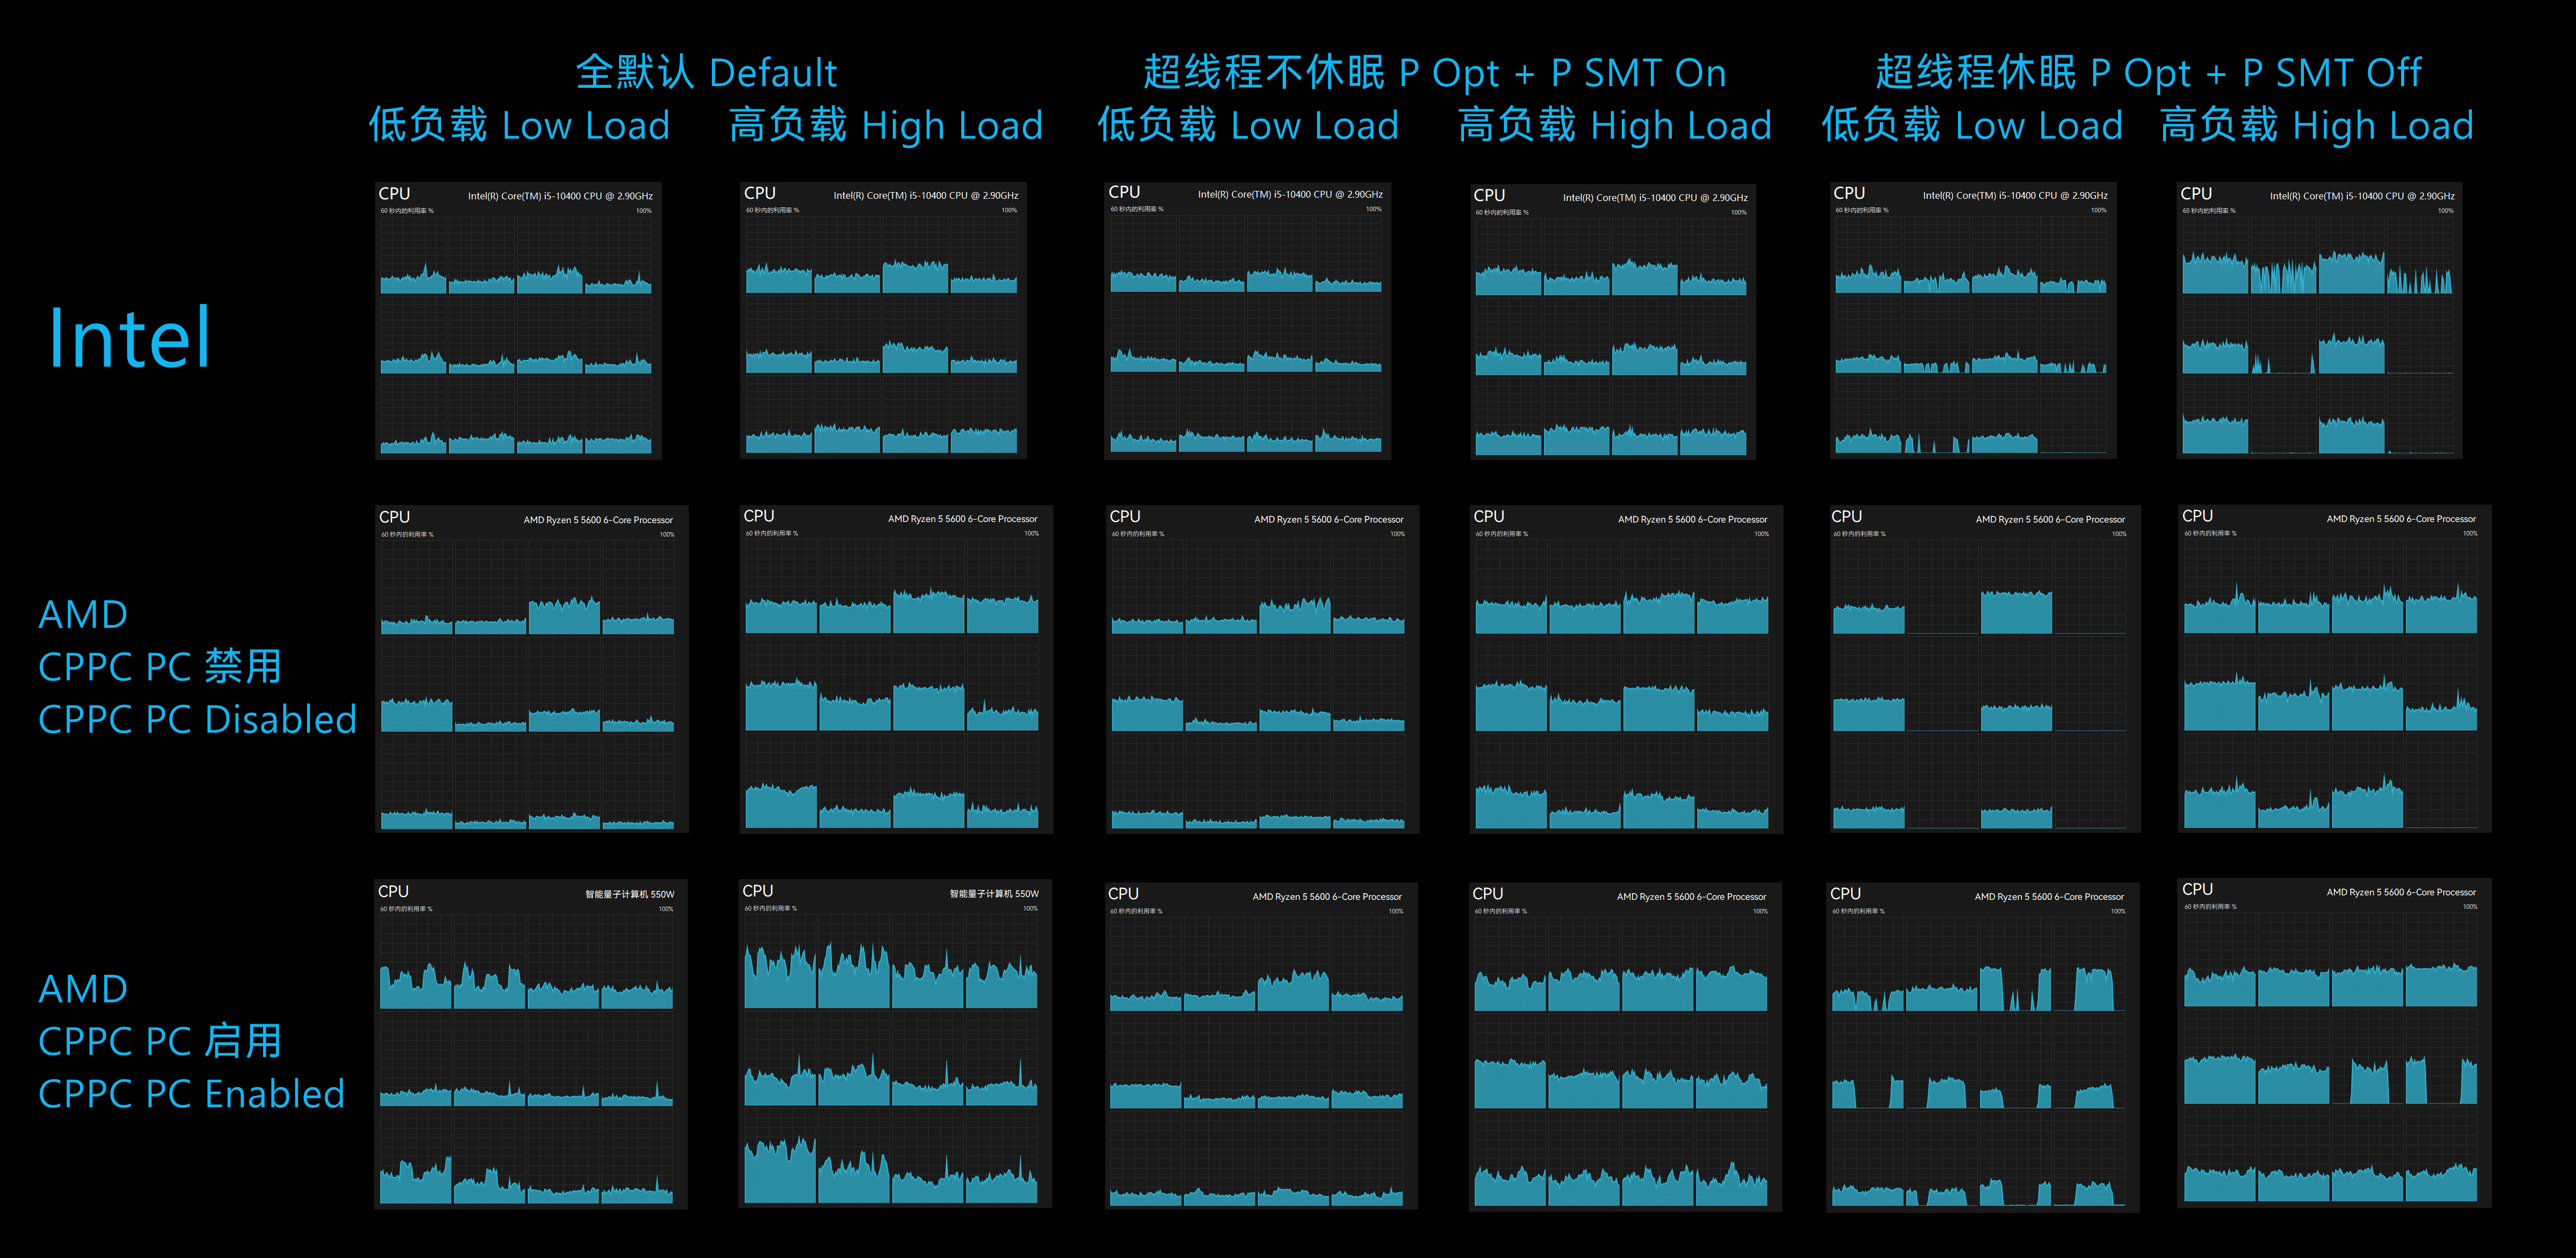 全默认 Default
超线程不休眠 P Opt + P SMT On
超线程休眠 P Opt + P SMT Off
低负载 Low Load
高负载 High Load
低负载 Low Load
高负载 High Load
低负载 Low Load
高负载 High Load
Intel
CPU Intel(R) Core(TM) i5-10400 CPU @ 2.90GHz
60 秒内的利用率 % 100%
CPU Intel(R) Core(TM) i5-10400 CPU @ 2.90GHz
60 秒内的利用率 % 100%
CPU Intel(R) Core(TM) i5-10400 CPU @ 2.90GHz
60 秒内的利用率 % 100%
CPU Intel(R) Core(TM) i5-10400 CPU @ 2.90GHz
60 秒内的利用率 % 100%
CPU Intel(R) Core(TM) i5-10400 CPU @ 2.90GHz
60 秒内的利用率 % 100%
CPU Intel(R) Core(TM) i5-10400 CPU @ 2.90GHz
60 秒内的利用率 % 100%
AMD
CPPC PC 禁用
CPPC PC Disabled
CPU AMD Ryzen 5 5600 6-Core Processor
60 秒内的利用率 % 100%
CPU AMD Ryzen 5 5600 6-Core Processor
60 秒内的利用率 % 100%
CPU AMD Ryzen 5 5600 6-Core Processor
60 秒内的利用率 % 100%
CPU AMD Ryzen 5 5600 6-Core Processor
60 秒内的利用率 % 100%
CPU AMD Ryzen 5 5600 6-Core Processor
60 秒内的利用率 % 100%
CPU AMD Ryzen 5 5600 6-Core Processor
60 秒内的利用率 % 100%
AMD
CPPC PC 启用
CPPC PC Enabled
CPU 智能量子计算机 550W
60 秒内的利用率 % 100%
CPU 智能量子计算机 550W
60 秒内的利用率 % 100%
CPU AMD Ryzen 5 5600 6-Core Processor
60 秒内的利用率 % 100%
CPU AMD Ryzen 5 5600 6-Core Processor
60 秒内的利用率 % 100%
CPU AMD Ryzen 5 5600 6-Core Processor
60 秒内的利用率 % 100%
CPU AMD Ryzen 5 5600 6-Core Processor
60 秒内的利用率 % 100%